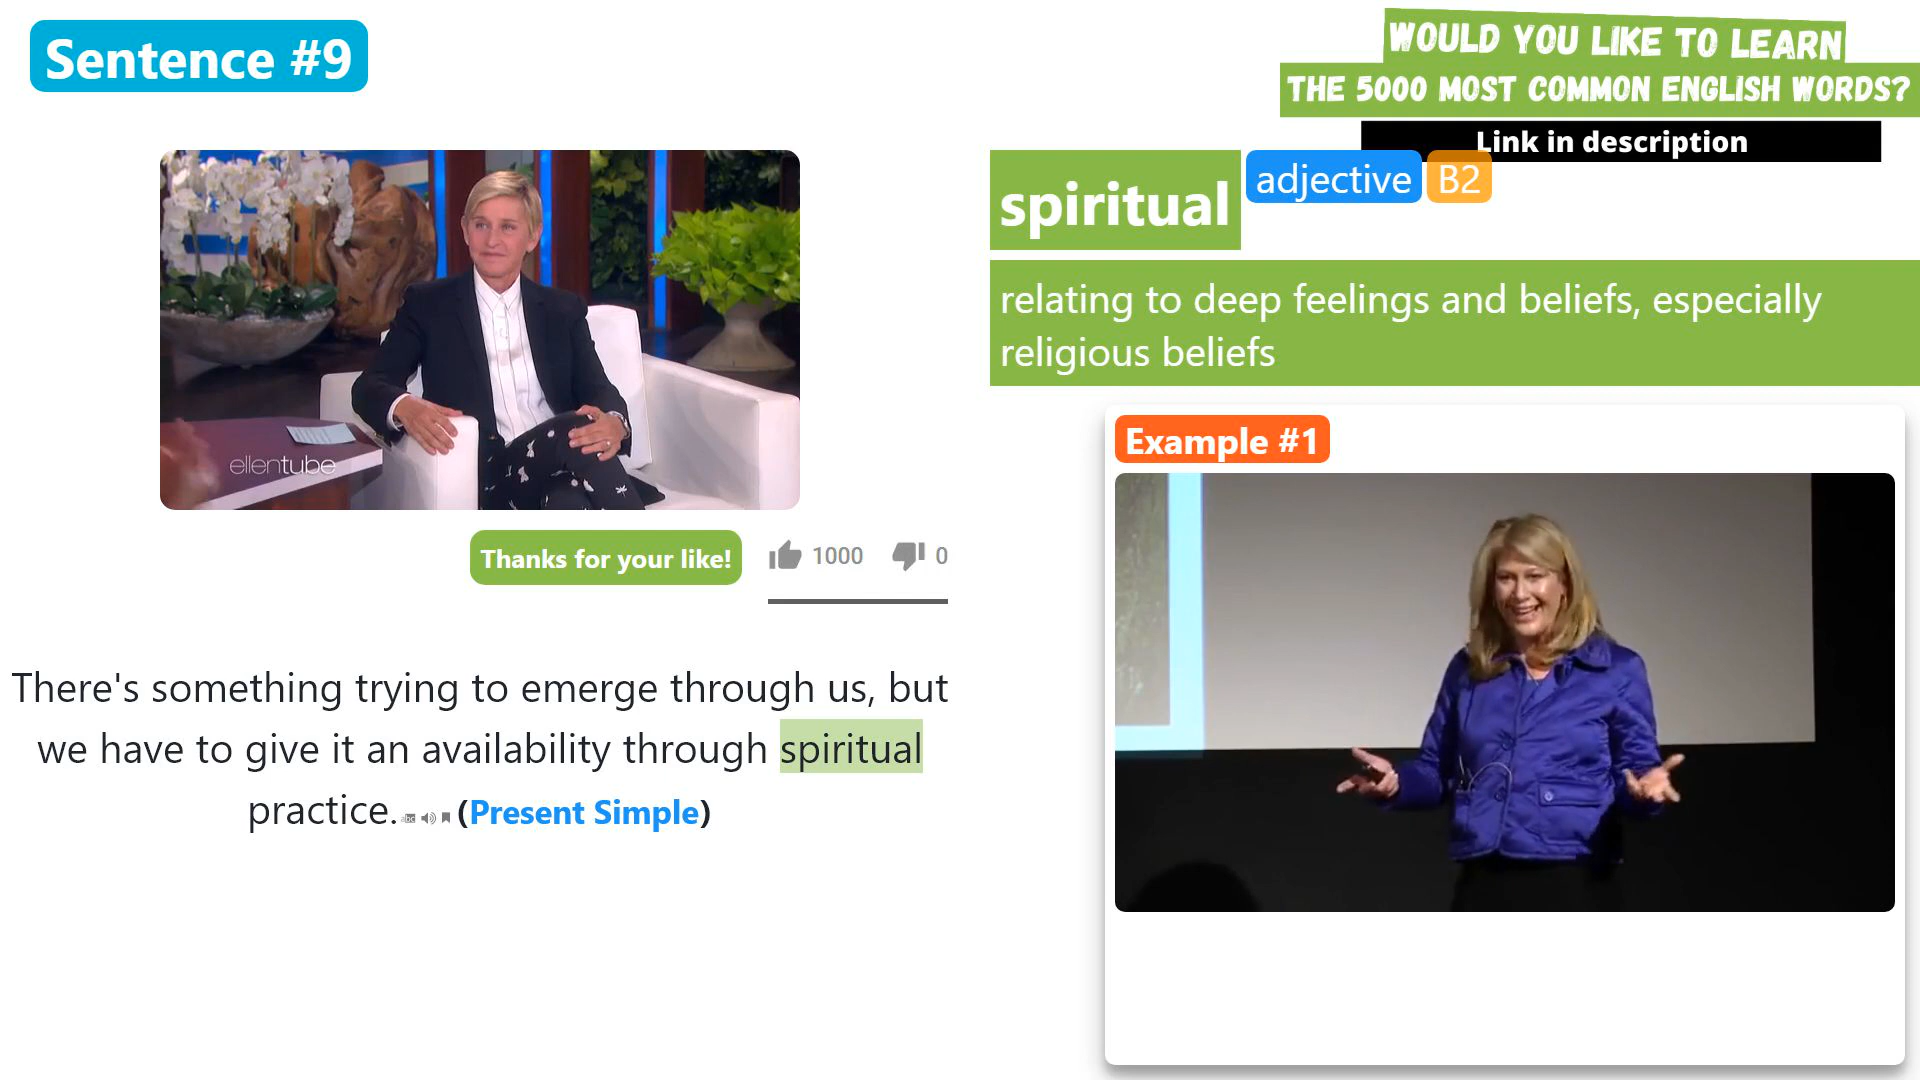 Sentence #9
WOULD YOU LIKE TO LEARN
THE 5000 MOST COMMON ENGLISH WORDS?
Link in description
spiritual adjective B2
relating to deep feelings and beliefs, especially
religious beliefs
ellentube
Example #1
Thanks for your like! 1000 0
There's something trying to emerge through us, but
we have to give it an availability through spiritual
practice. abc (Present Simple)